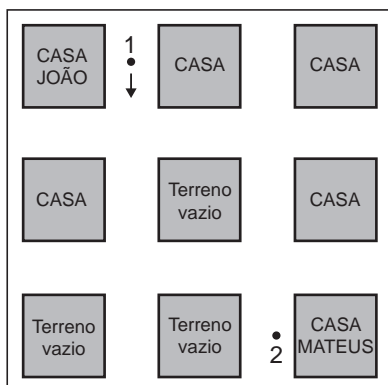 CASA
JOÃO
1
CASA
CASA
CASA
Terreno
vazio
CASA
Terreno
vazio
Terreno
vazio
2
CASA
MATEUS